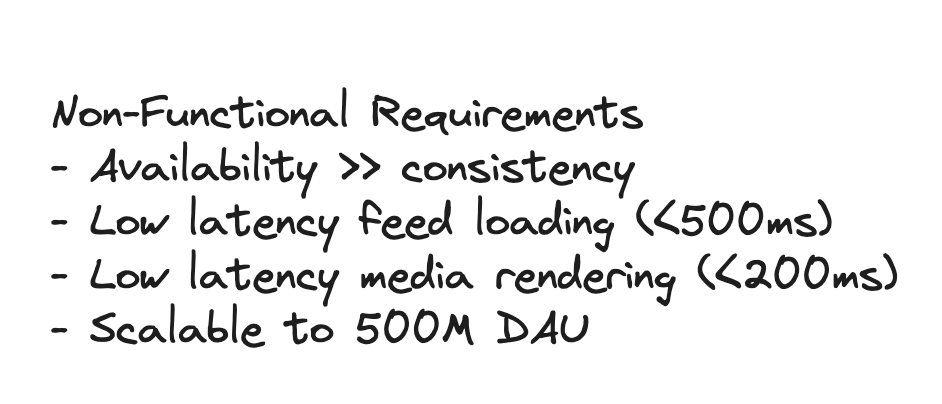 Non-Functional Requirements
- Availability >> consistency
- Low latency feed loading (<500ms)
- Low latency media rendering (<200ms)
- Scalable to 500M DAU